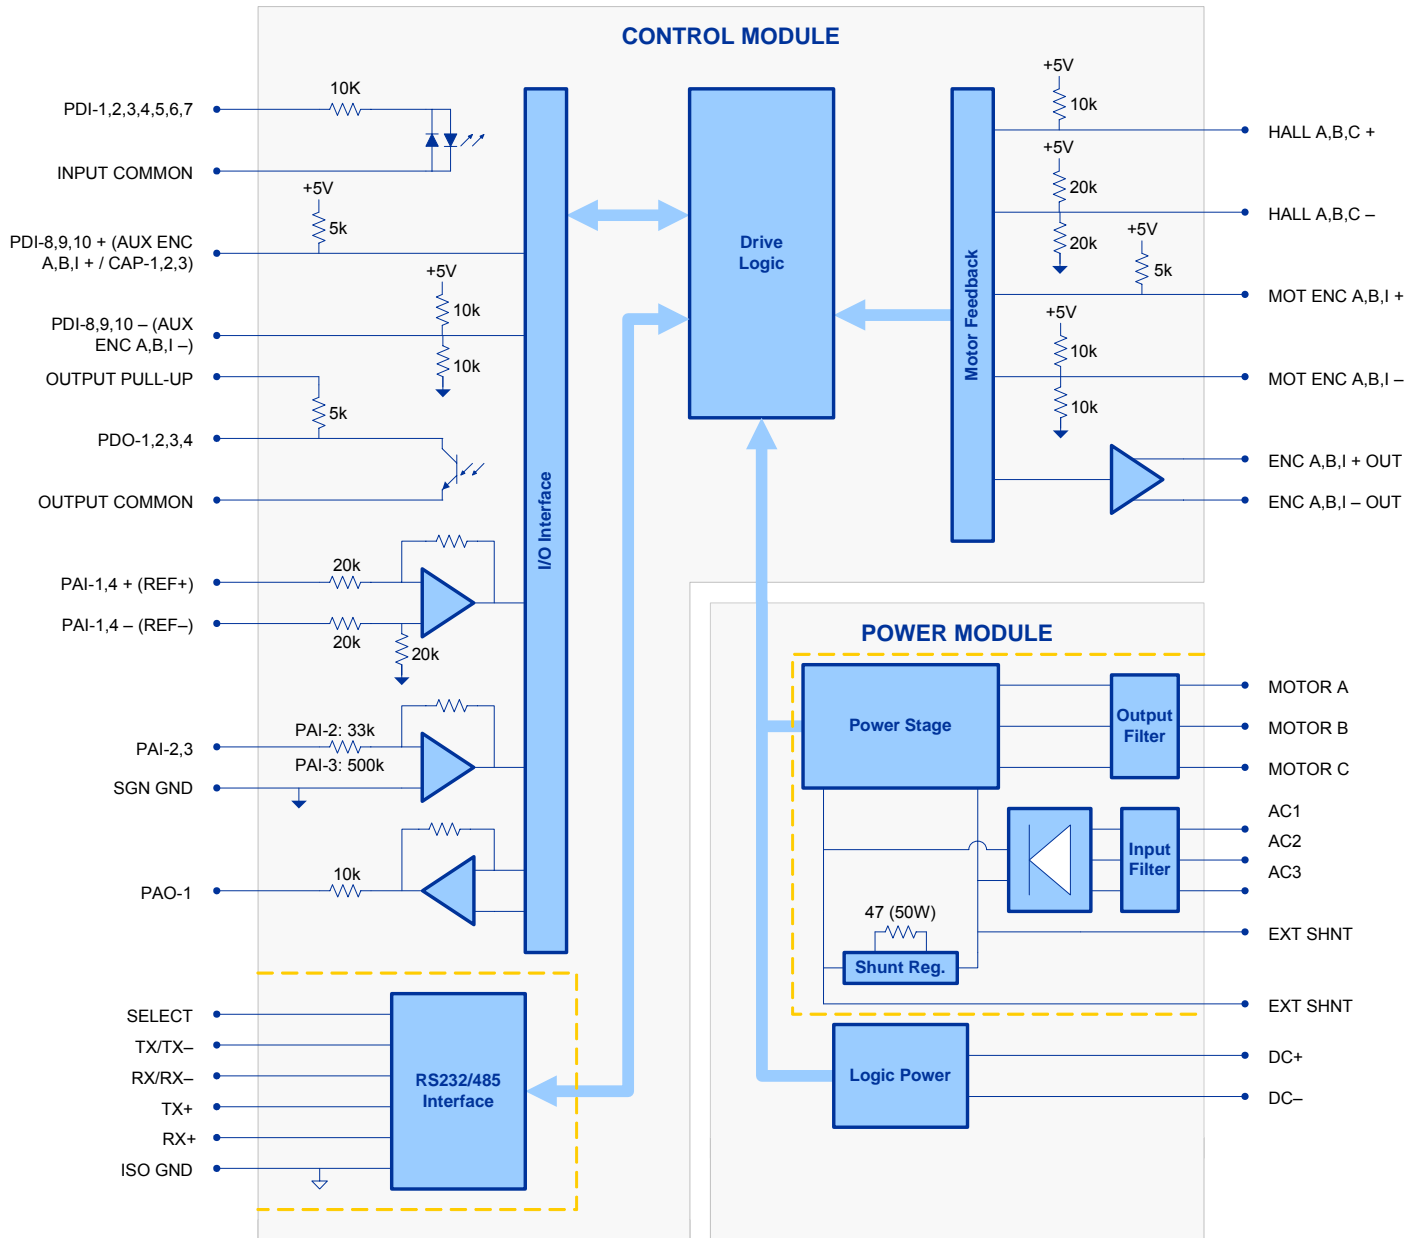 CONTROL MODULE
PDI-1,2,3,4,5,6,7
10K
INPUT COMMON
+5V
5k
PDI-8,9,10 + (AUX ENC
A,B,I + / CAP-1,2,3)
+5V
10k
PDI-8,9,10 – (AUX
ENC A,B,I –)
10k
OUTPUT PULL-UP
5k
PDO-1,2,3,4
OUTPUT COMMON
PAI-1,4 + (REF+)
20k
PAI-1,4 – (REF–)
20k
20k
PAI-2: 33k
PAI-2,3
PAI-3: 500k
SGN GND
10k
PAO-1
I/O Interface
Drive
Logic
Motor Feedback
+5V
10k
HALL A,B,C +
+5V
20k
HALL A,B,C –
20k
+5V
5k
MOT ENC A,B,I +
+5V
10k
MOT ENC A,B,I –
10k
ENC A,B,I + OUT
ENC A,B,I – OUT
SELECT
TX/TX–
RX/RX–
TX+
RX+
ISO GND
RS232/485
Interface
POWER MODULE
Power Stage
Output
Filter
MOTOR A
MOTOR B
MOTOR C
Input
Filter
AC1
AC2
AC3
47 (50W)
Shunt Reg.
EXT SHNT
EXT SHNT
Logic Power
DC+
DC–